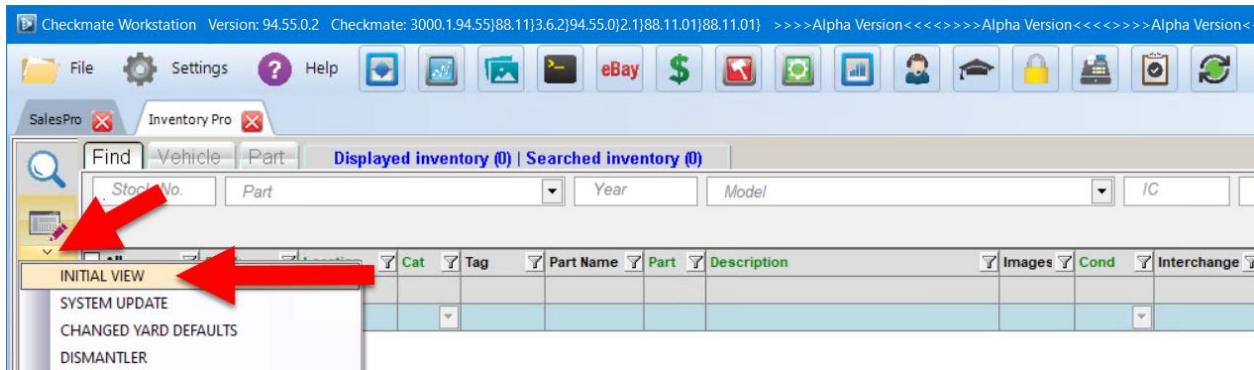 Checkmate Workstation Version: 94.55.0.2 Checkmate: 3000.1.94.55}88.11}3.6.2}94.55.0}2.1}88.11.01}88.11.01} >>>>Alpha Version<<<<>>>>Alpha Version<<<<>>>>Alpha Version<
File Settings Help eBay $
SalesPro Inventory Pro
Find Vehicle Part Displayed inventory (0) | Searched inventory (0)
Stock No. Part Year Model IC
All Cat Tag Part Name Part Description Images Cond Interchange
INITIAL VIEW
SYSTEM UPDATE
CHANGED YARD DEFAULTS
DISMANTLER